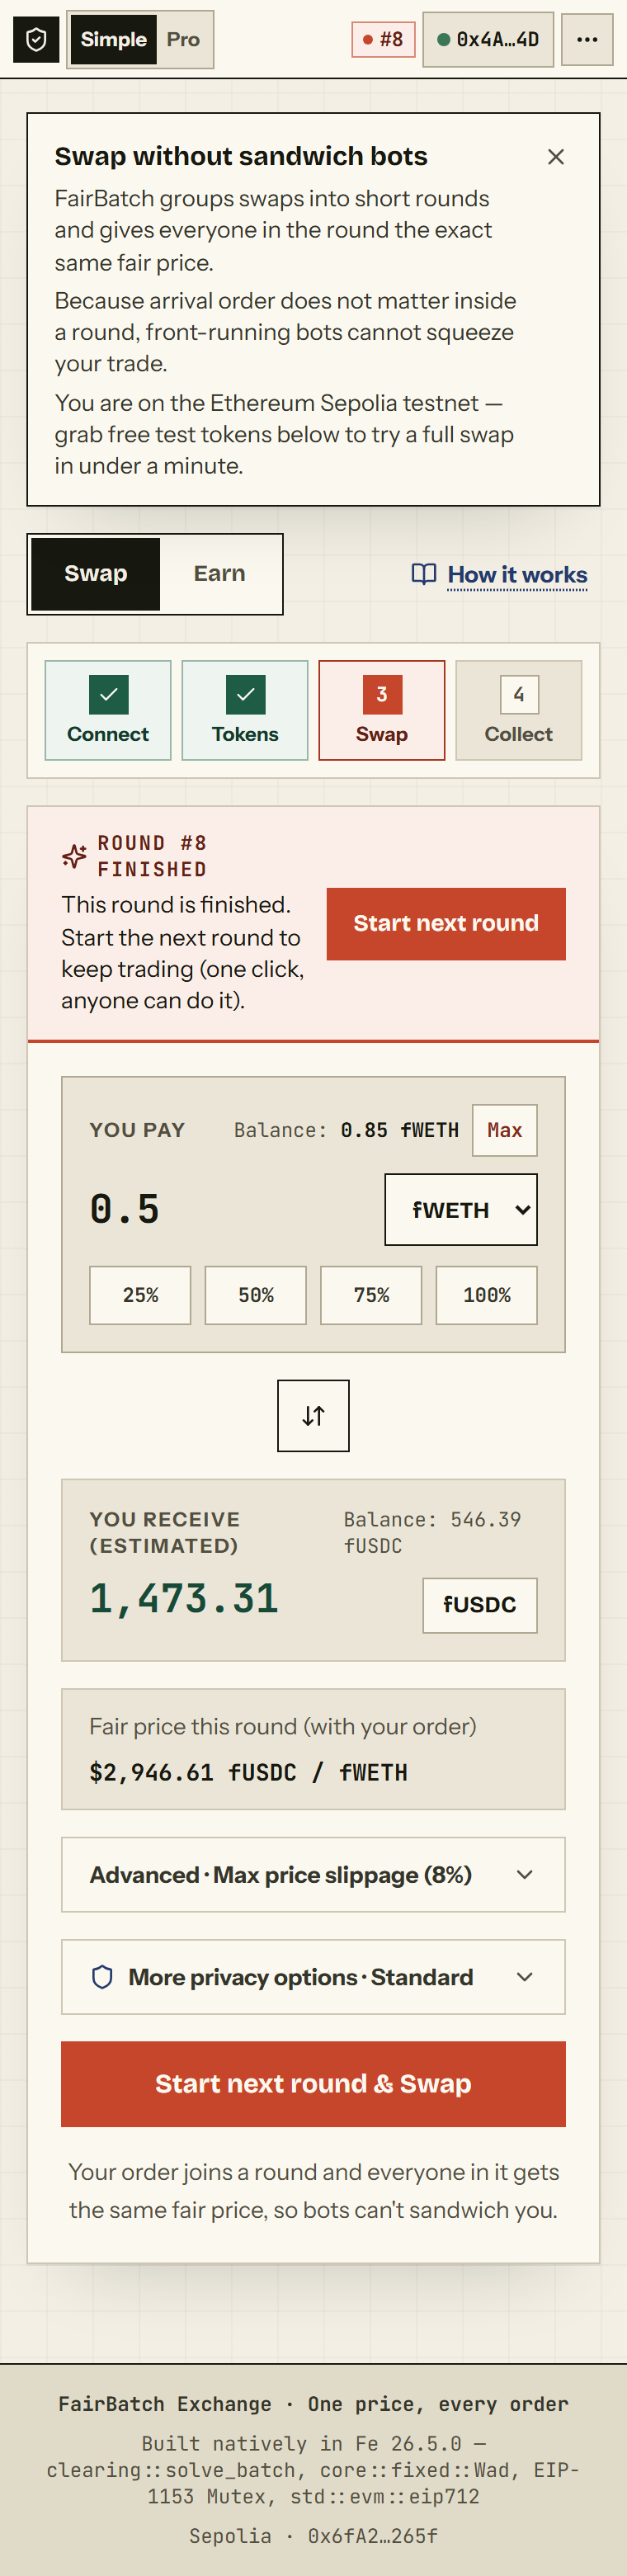 Simple Pro #8 0x4A…4D
Swap without sandwich bots
FairBatch groups swaps into short rounds
and gives everyone in the round the exact
same fair price.
Because arrival order does not matter inside
a round, front-running bots cannot squeeze
your trade.
You are on the Ethereum Sepolia testnet —
grab free test tokens below to try a full swap
in under a minute.
Swap Earn How it works
3 4
Connect Tokens Swap Collect
ROUND #8
FINISHED
This round is finished.
Start the next round to
keep trading (one click,
anyone can do it).
Start next round
YOU PAY Balance: 0.85 fWETH Max
0.5 fWETH
25% 50% 75% 100%
YOU RECEIVE
(ESTIMATED)
Balance: 546.39
fUSDC
1,473.31 fUSDC
Fair price this round (with your order)
$2,946.61 fUSDC / fWETH
Advanced · Max price slippage (8%)
More privacy options · Standard
Start next round & Swap
Your order joins a round and everyone in it gets
the same fair price, so bots can't sandwich you.
FairBatch Exchange · One price, every order
Built natively in Fe 26.5.0 —
clearing::solve_batch, core::fixed::Wad, EIP-
1153 Mutex, std::evm::eip712
Sepolia · 0x6fA2…265f